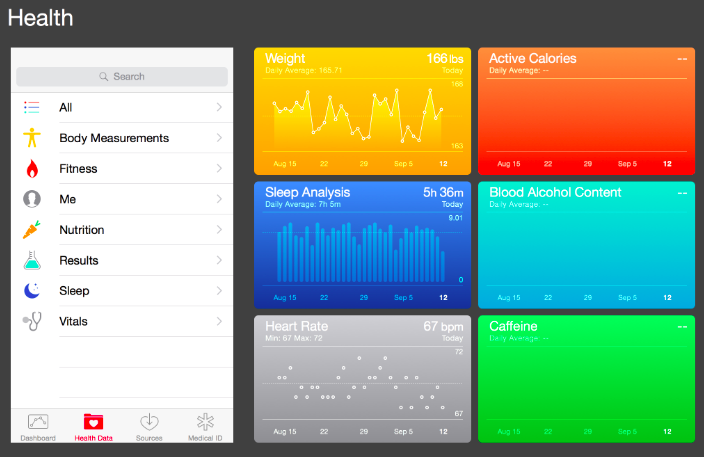 Health
Search
All
Body Measurements
Fitness
Me
Nutrition
Results
Sleep
Vitals
Dashboard
Health Data
Sources
Medical ID
Weight 166 lbs
Daily Average: 165.71 Today
168
163
Aug 15 22 29 Sep 5 12
Active Calories --
Daily Average: --
Aug 15 22 29 Sep 5 12
Sleep Analysis 5h 36m
Daily Average: 7h 5m Today
9.01
0
Aug 15 22 29 Sep 5 12
Blood Alcohol Content --
Daily Average: --
Aug 15 22 29 Sep 5 12
Heart Rate 67 bpm
Min: 67 Max: 72 Today
72
67
Aug 15 22 29 Sep 5 12
Caffeine --
Daily Average: --
Aug 15 22 29 Sep 5 12